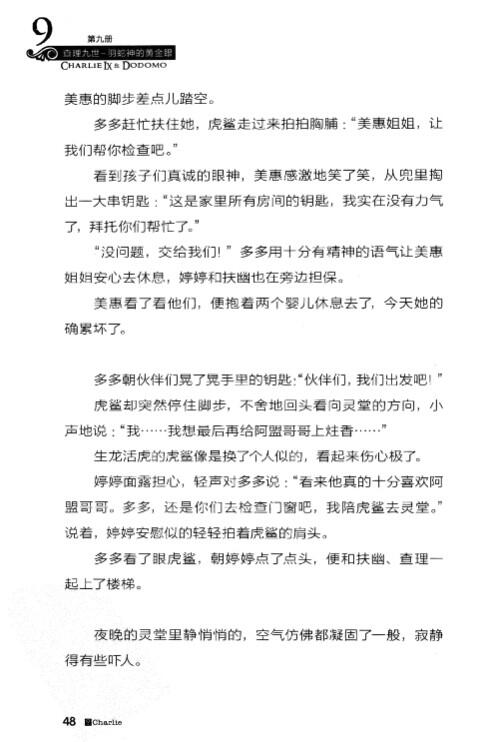 9
第九册
查理九世-羽蛇神的黄金眼
CHARLIE IX & DODOMO
美惠的脚步差点儿踏空。
多多赶忙扶住她，虎鲨走过来拍拍胸脯：“美惠姐姐，让
我们帮你检查吧。”
看到孩子们真诚的眼神，美惠感激地笑了笑，从兜里掏
出一大串钥匙：“这是家里所有房间的钥匙，我实在没有力气
了，拜托你们帮忙了。”
“没问题，交给我们！”多多用十分有精神的语气让美惠
姐姐安心去休息，婷婷和扶幽也在旁边担保。
美惠看了看他们，便抱着两个婴儿休息去了，今天她的
确累坏了。
多多朝伙伴们晃了晃手里的钥匙：“伙伴们，我们出发吧！”
虎鲨却突然停住脚步，不舍地回头看向灵堂的方向，小
声地说：“我……我想最后再给阿盟哥哥上炷香……”
生龙活虎的虎鲨像是换了个人似的，看起来伤心极了。
婷婷面露担心，轻声对多多说：“看来他真的十分喜欢阿
盟哥哥。多多，还是你们去检查门窗吧，我陪虎鲨去灵堂。”
说着，婷婷安慰似的轻轻拍着虎鲨的肩头。
多多看了眼虎鲨，朝婷婷点了点头，便和扶幽、查理一
起上了楼梯。
夜晚的灵堂里静悄悄的，空气仿佛都凝固了一般，寂静
得有些吓人。
48 Charlie